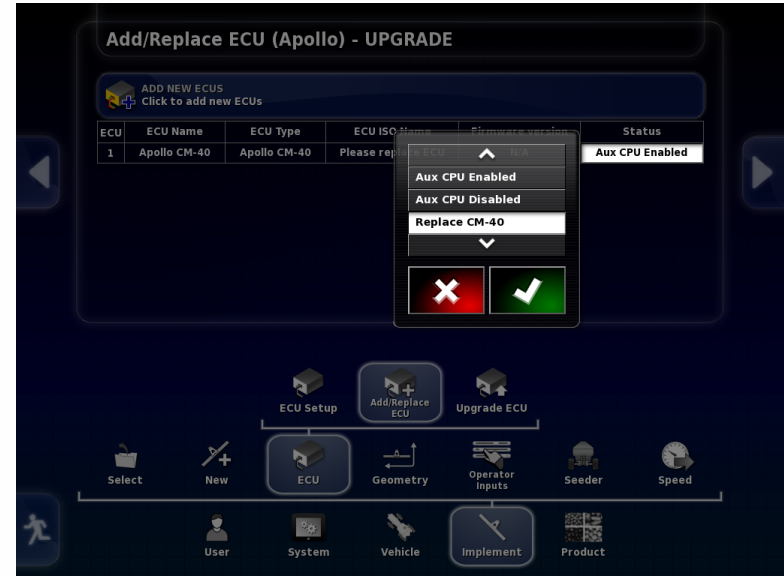 Add/Replace ECU (Apollo) - UPGRADE
ADD NEW ECUS
Click to add new ECUs
ECU ECU Name ECU Type ECU ISO Name Firmware version Status
1 Apollo CM-40 Apollo CM-40 Please replace ECU N/A Aux CPU Enabled
Aux CPU Enabled
Aux CPU Disabled
Replace CM-40
ECU Setup Add/Replace ECU Upgrade ECU
Select New ECU Geometry Operator Inputs Seeder Speed
User System Vehicle Implement Product